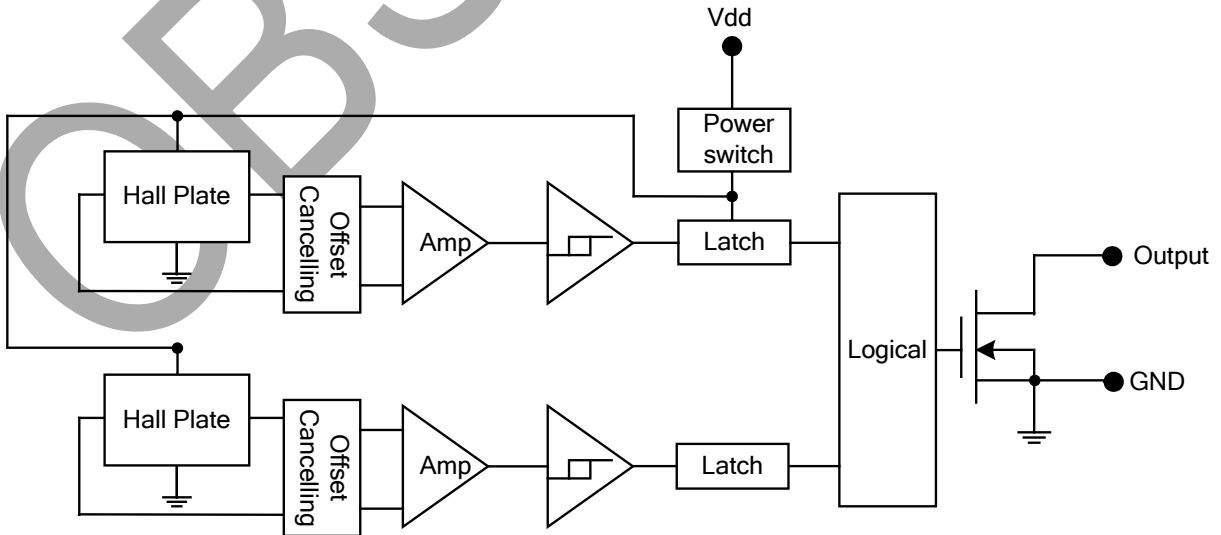 Vdd
Power
switch
Hall Plate
Offset
Cancelling
Amp
Latch
Output
Logical
GND
Hall Plate
Offset
Cancelling
Amp
Latch